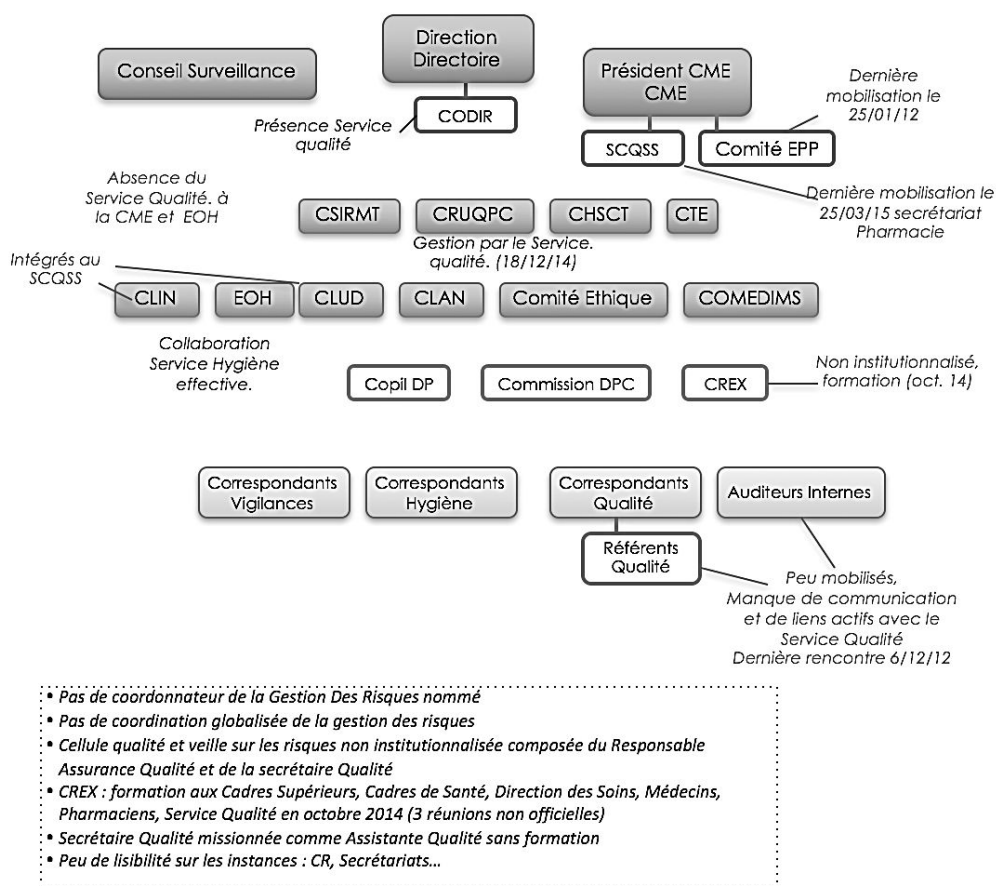 Conseil Surveillance
Direction
Directoire
CODIR
Présence Service
qualité
Président CME
CME
SCQSS
Comité EPP
Dernière
mobilisation le
25/01/12
Absence du
Service Qualité. à
la CME et EOH
CSIRMT
CRUQPC
CHSCT
CTE
Dernière mobilisation le
25/03/15 secrétariat
Pharmacie
Gestion par le Service.
qualité. (18/12/14)
Intégrés au
SCQSS
CLIN
EOH
CLUD
CLAN
Comité Ethique
COMEDIMS
Collaboration
Service Hygiène
effective.
Copil DP
Commission DPC
CREX
Non institutionnalisé,
formation (oct. 14)
Correspondants
Vigilances
Correspondants
Hygiène
Correspondants
Qualité
Auditeurs Internes
Référents
Qualité
Peu mobilisés,
Manque de communication
et de liens actifs avec le
Service Qualité
Dernière rencontre 6/12/12
• Pas de coordonnateur de la Gestion Des Risques nommé
• Pas de coordination globalisée de la gestion des risques
• Cellule qualité et veille sur les risques non institutionnalisée composée du Responsable
Assurance Qualité et de la secrétaire Qualité
• CREX : formation aux Cadres Supérieurs, Cadres de Santé, Direction des Soins, Médecins,
Pharmaciens, Service Qualité en octobre 2014 (3 réunions non officielles)
• Secrétaire Qualité missionnée comme Assistante Qualité sans formation
• Peu de lisibilité sur les instances : CR, Secrétariats…